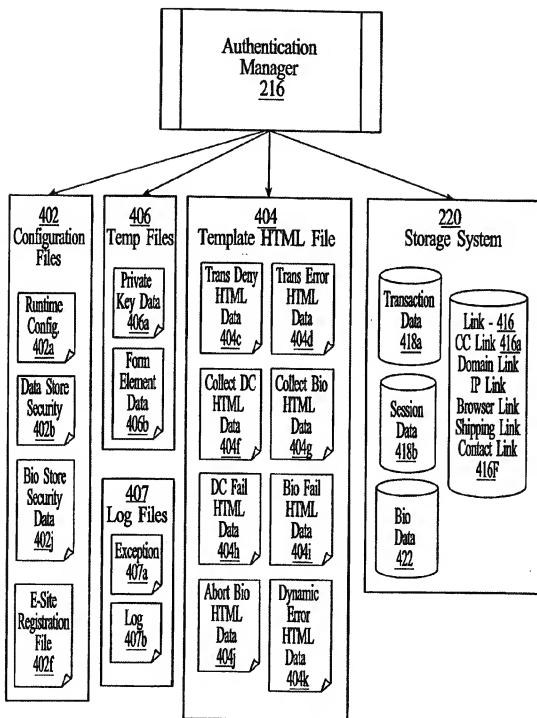 Authentication
Manager
216
402
Configuration
Files
Runtime
Config.
402a
Data Store
Security
402b
Bio Store
Security
Data
402j
E-Site
Registration
File
402f
406
Temp Files
Private
Key Data
406a
Form
Element
Data
406b
407
Log Files
Exception
407a
Log
407b
404
Template HTML File
Trans Deny
HTML
Data
404c
Trans Error
HTML
Data
404d
Collect DC
HTML
Data
404f
Collect Bio
HTML
Data
404g
DC Fail
HTML
Data
404h
Bio Fail
HTML
Data
404i
Abort Bio
HTML
Data
404j
Dynamic
Error
HTML
Data
404k
220
Storage System
Transaction
Data
418a
Session
Data
418b
Bio
Data
422
Link - 416
CC Link 416a
Domain Link
IP Link
Browser Link
Shipping Link
Contact Link
416F